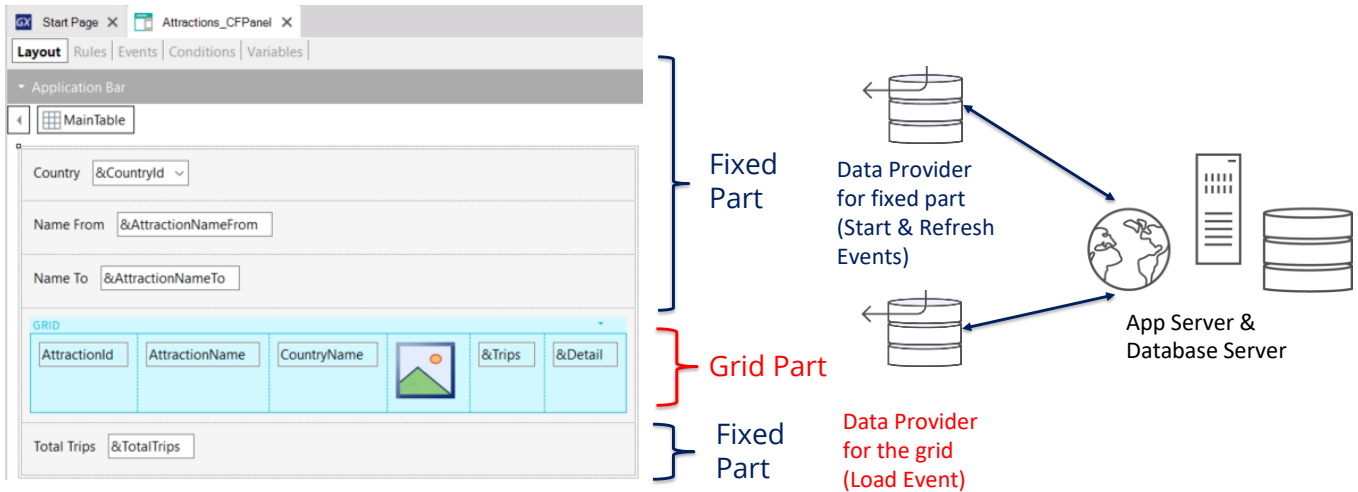 GX Start Page X Attractions_CFPanel X
Layout Rules Events Conditions Variables
Application Bar
MainTable
Country &CountryId
Name From &AttractionNameFrom
Name To &AttractionNameTo
GRID
AttractionId AttractionName CountryName &Trips &Detail
Total Trips &TotalTrips
Fixed
Part
Grid Part
Fixed
Part
Data Provider
for fixed part
(Start & Refresh
Events)
Data Provider
for the grid
(Load Event)
App Server &
Database Server